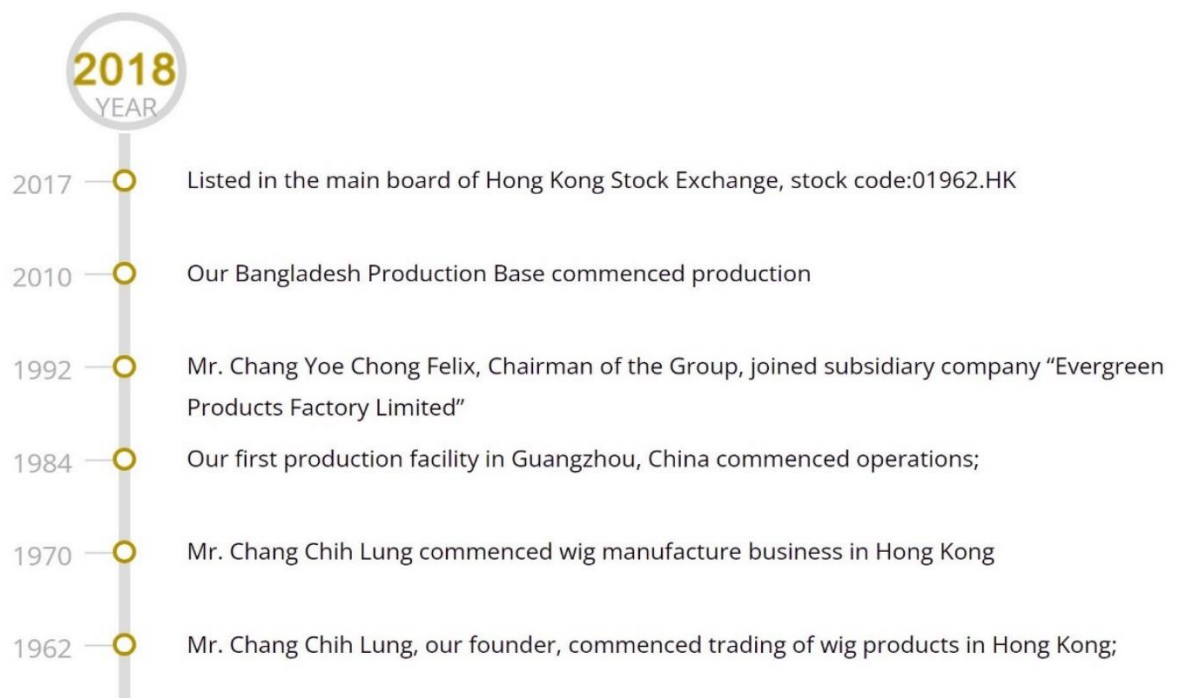 2018
YEAR
2017 Listed in the main board of Hong Kong Stock Exchange, stock code:01962.HK
2010 Our Bangladesh Production Base commenced production
1992 Mr. Chang Yoe Chong Felix, Chairman of the Group, joined subsidiary company “Evergreen
Products Factory Limited”
1984 Our first production facility in Guangzhou, China commenced operations;
1970 Mr. Chang Chih Lung commenced wig manufacture business in Hong Kong
1962 Mr. Chang Chih Lung, our founder, commenced trading of wig products in Hong Kong;